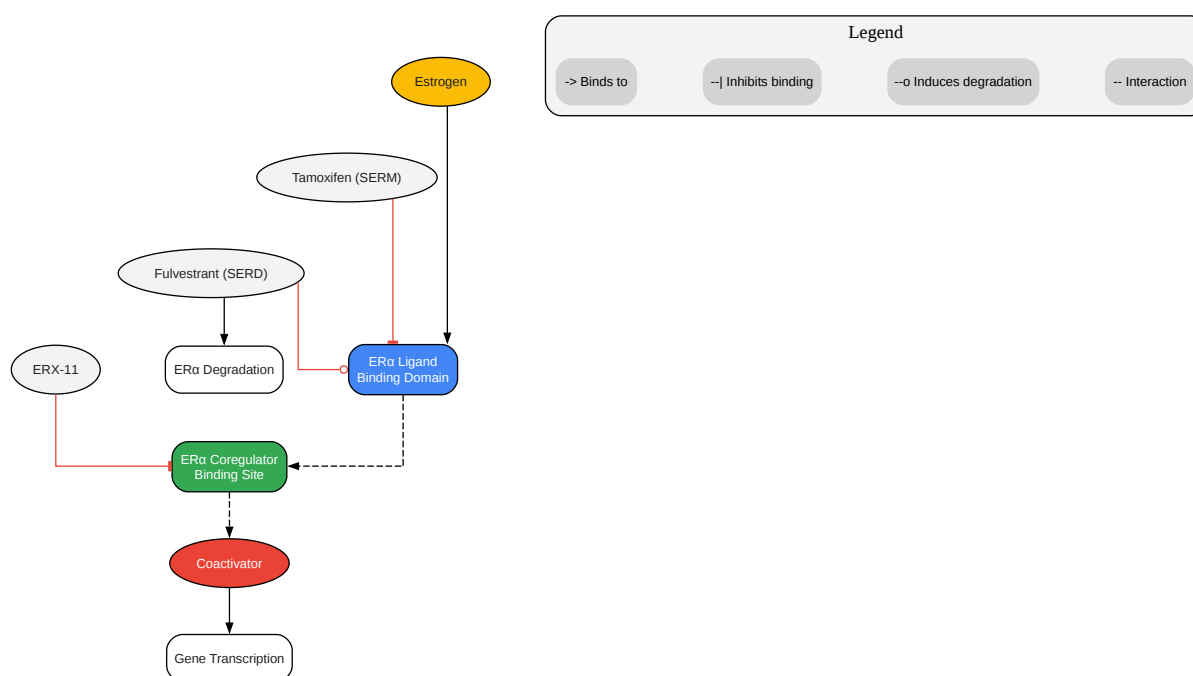 Legend
-> Binds to
--| Inhibits binding
--o Induces degradation
-- Interaction
Estrogen
Tamoxifen (SERM)
Fulvestrant (SERD)
ERX-11
ERα Degradation
ERα Ligand
Binding Domain
ERα Coregulator
Binding Site
Coactivator
Gene Transcription